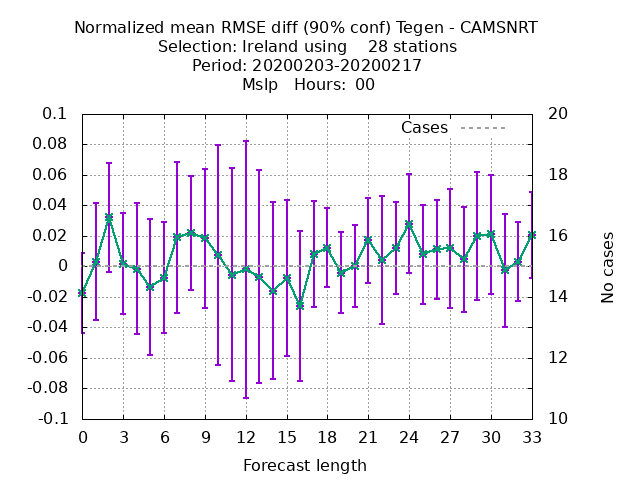 Normalized mean RMSE diff (90% conf) Tegen - CAMSNRT
Selection: Ireland using    28 stations
Period: 20200203-20200217
Mslp   Hours:  00
Cases
0.1
0.08
0.06
0.04
0.02
0
-0.02
-0.04
-0.06
-0.08
-0.1
20
18
16
14
12
10
No cases
0 3 6 9 12 15 18 21 24 27 30 33
Forecast length